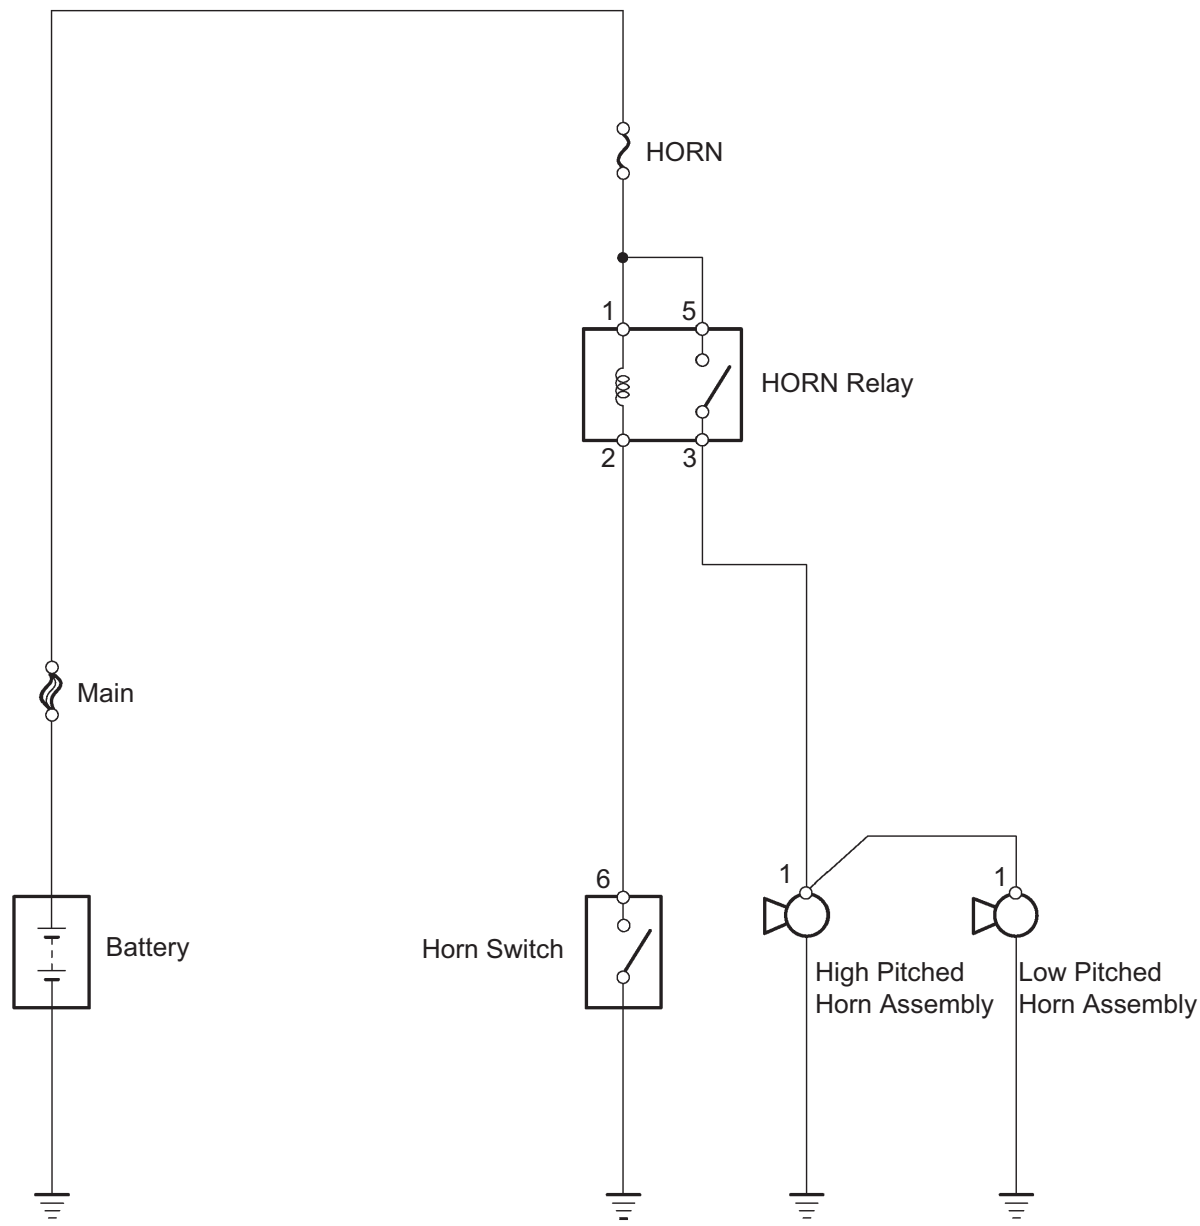 HORN
1
5
HORN Relay
2
3
Main
6
1
1
Battery
Horn Switch
High Pitched
Horn Assembly
Low Pitched
Horn Assembly